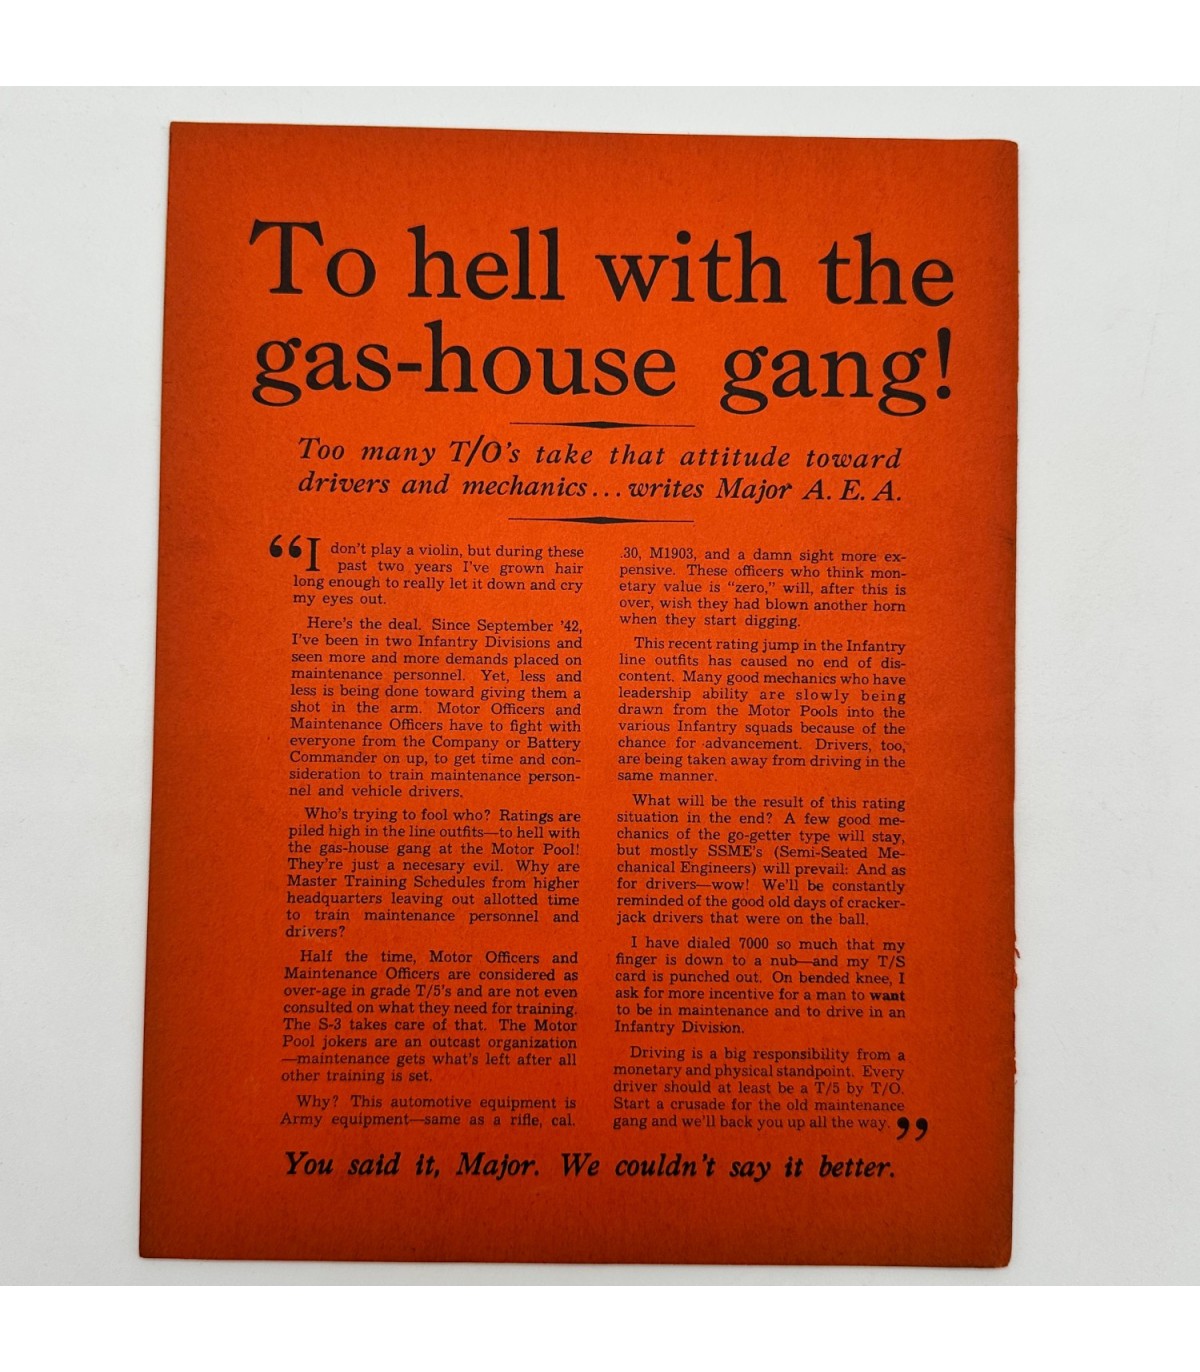 To hell with the
gas-house gang!
Too many T/O's take that attitude toward
drivers and mechanics...writes Major A. E. A.
“I don't play a violin, but during these
past two years I've grown hair
long enough to really let it down and cry
my eyes out.
Here's the deal. Since September '42,
I've been in two Infantry Divisions and
seen more and more demands placed on
maintenance personnel. Yet, less and
less is being done toward giving them a
shot in the arm. Motor Officers and
Maintenance Officers have to fight with
everyone from the Company or Battery
Commander on up, to get time and con-
sideration to train maintenance person-
nel and vehicle drivers.
Who's trying to fool who? Ratings are
piled high in the line outfits—to hell with
the gas-house gang at the Motor Pool!
They're just a necesary evil. Why are
Master Training Schedules from higher
headquarters leaving out allotted time
to train maintenance personnel and
drivers?
Half the time, Motor Officers and
Maintenance Officers are considered as
over-age in grade T/5's and are not even
consulted on what they need for training.
The S-3 takes care of that. The Motor
Pool jokers are an outcast organization
—maintenance gets what's left after all
other training is set.
Why? This automotive equipment is
Army equipment—same as a rifle, cal.
.30, M1903, and a damn sight more ex-
pensive. These officers who think mon-
etary value is "zero," will, after this is
over, wish they had blown another horn
when they start digging.
This recent rating jump in the Infantry
line outfits has caused no end of dis-
content. Many good mechanics who have
leadership ability are slowly being
drawn from the Motor Pools into the
various Infantry squads because of the
chance for advancement. Drivers, too,
are being taken away from driving in the
same manner.
What will be the result of this rating
situation in the end? A few good me-
chanics of the go-getter type will stay,
but mostly SSME's (Semi-Seated Me-
chanical Engineers) will prevail: And as
for drivers—wow! We'll be constantly
reminded of the good old days of cracker-
jack drivers that were on the ball.
I have dialed 7000 so much that my
finger is down to a nub—and my T/S
card is punched out. On bended knee, I
ask for more incentive for a man to want
to be in maintenance and to drive in an
Infantry Division.
Driving is a big responsibility from a
monetary and physical standpoint. Every
driver should at least be a T/5 by T/O.
Start a crusade for the old maintenance
gang and we'll back you up all the way.”
You said it, Major. We couldn't say it better.